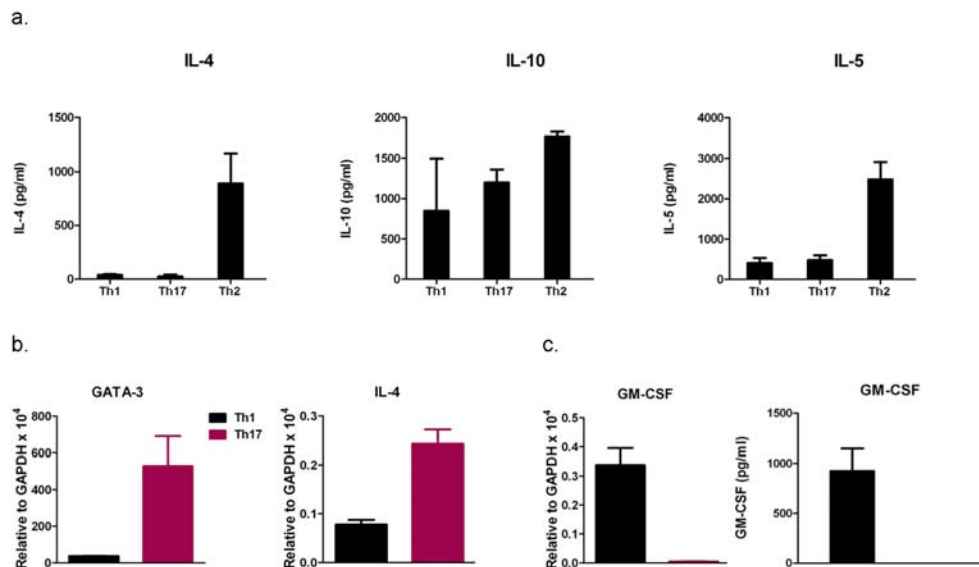 a.
IL-4
IL-4 (pg/ml)
1500
1000
500
0
Th1 Th17 Th2
IL-10
IL-10 (pg/ml)
2000
1500
1000
500
0
Th1 Th17 Th2
IL-5
IL-5 (pg/ml)
4000
3000
2000
1000
0
Th1 Th17 Th2
b.
GATA-3
Relative to GAPDH x 10⁴
800
600
400
200
0
Th1
Th17
IL-4
Relative to GAPDH x 10⁴
0.3
0.2
0.1
0.0
c.
GM-CSF
Relative to GAPDH x 10⁴
0.5
0.4
0.3
0.2
0.1
0.0
GM-CSF
GM-CSF (pg/ml)
1500
1000
500
0